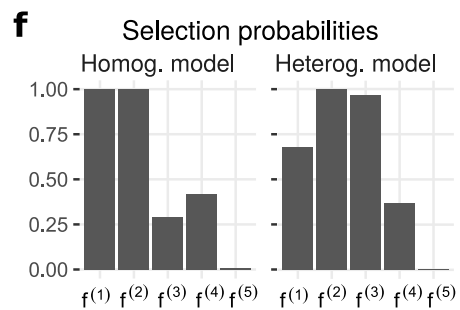 f
Selection probabilities
Homog. model Heterog. model
1.00
0.75
0.50
0.25
0.00
f(1) f(2) f(3) f(4) f(5) f(1) f(2) f(3) f(4) f(5)